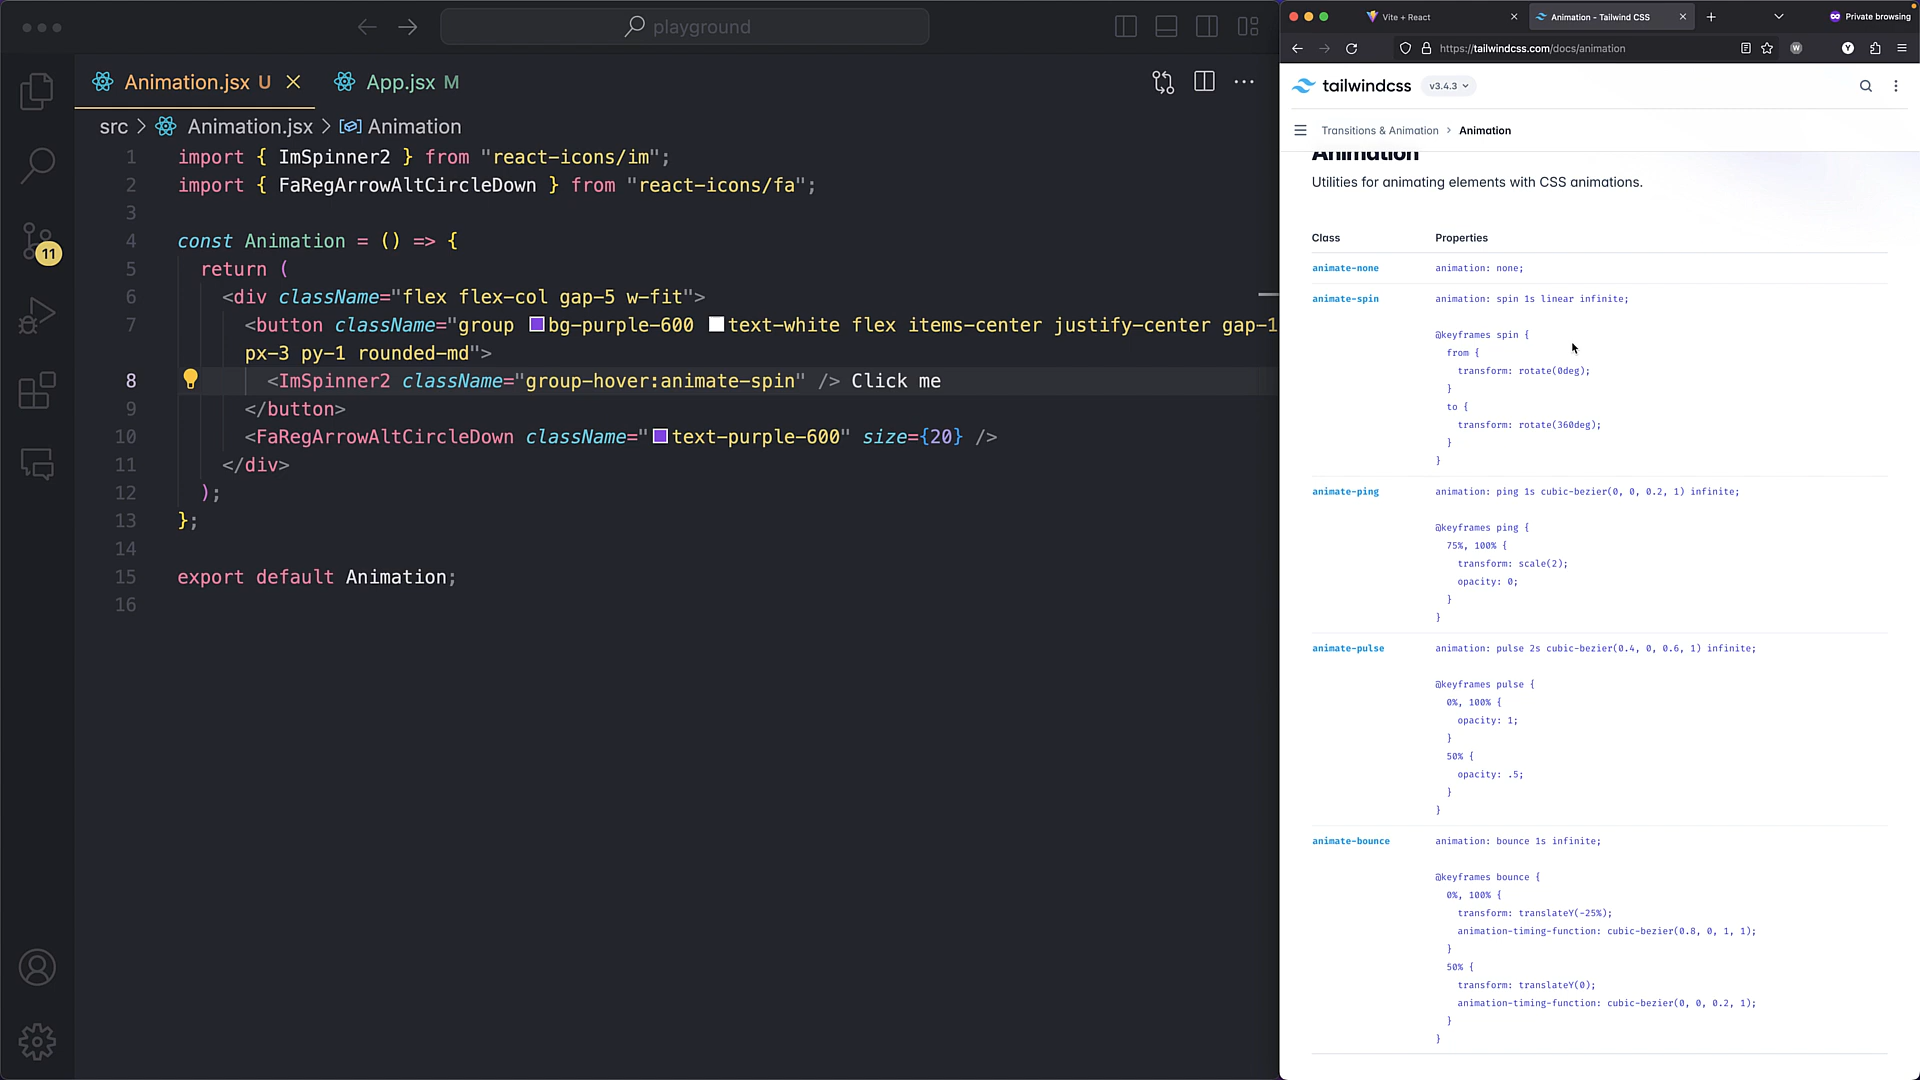 playground
Animation.jsx U
App.jsx M
src > Animation.jsx > Animation
1 import { ImSpinner2 } from "react-icons/im";
2 import { FaRegArrowAltCircleDown } from "react-icons/fa";
3
4 const Animation = () => {
5 return (
6 <div className="flex flex-col gap-5 w-fit">
7 <button className="group bg-purple-600 text-white flex items-center justify-center gap-1
px-3 py-1 rounded-md">
8 <ImSpinner2 className="group-hover:animate-spin" /> Click me
9 </button>
10 <FaRegArrowAltCircleDown className="text-purple-600" size={20} />
11 </div>
12 );
13 };
14
15 export default Animation;
16
11
Vite + React
Animation - Tailwind CSS
Private browsing
https://tailwindcss.com/docs/animation
W
Y
tailwindcss v3.4.3
Transitions & Animation > Animation
Animation
Utilities for animating elements with CSS animations.
Class Properties
animate-none animation: none;
animate-spin animation: spin 1s linear infinite;
@keyframes spin {
from {
transform: rotate(0deg);
}
to {
transform: rotate(360deg);
}
}
animate-ping animation: ping 1s cubic-bezier(0, 0, 0.2, 1) infinite;
@keyframes ping {
75%, 100% {
transform: scale(2);
opacity: 0;
}
}
animate-pulse animation: pulse 2s cubic-bezier(0.4, 0, 0.6, 1) infinite;
@keyframes pulse {
0%, 100% {
opacity: 1;
}
50% {
opacity: .5;
}
}
animate-bounce animation: bounce 1s infinite;
@keyframes bounce {
0%, 100% {
transform: translateY(-25%);
animation-timing-function: cubic-bezier(0.8, 0, 1, 1);
}
50% {
transform: translateY(0);
animation-timing-function: cubic-bezier(0, 0, 0.2, 1);
}
}